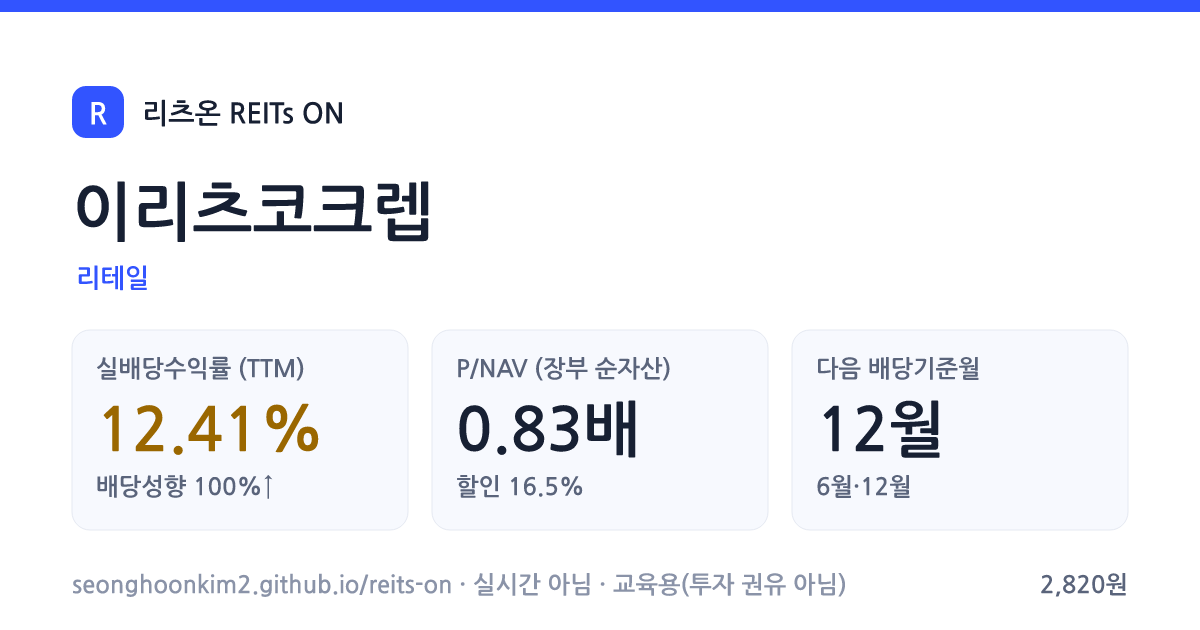 R 리츠온 REITs ON
이리츠코크렙
리테일
실배당수익률 (TTM)
12.41%
배당성향 100%↑
P/NAV (장부 순자산)
0.83배
할인 16.5%
다음 배당기준월
12월
6월·12월
seonghoonkim2.github.io/reits-on · 실시간 아님 · 교육용(투자 권유 아님)
2,820원